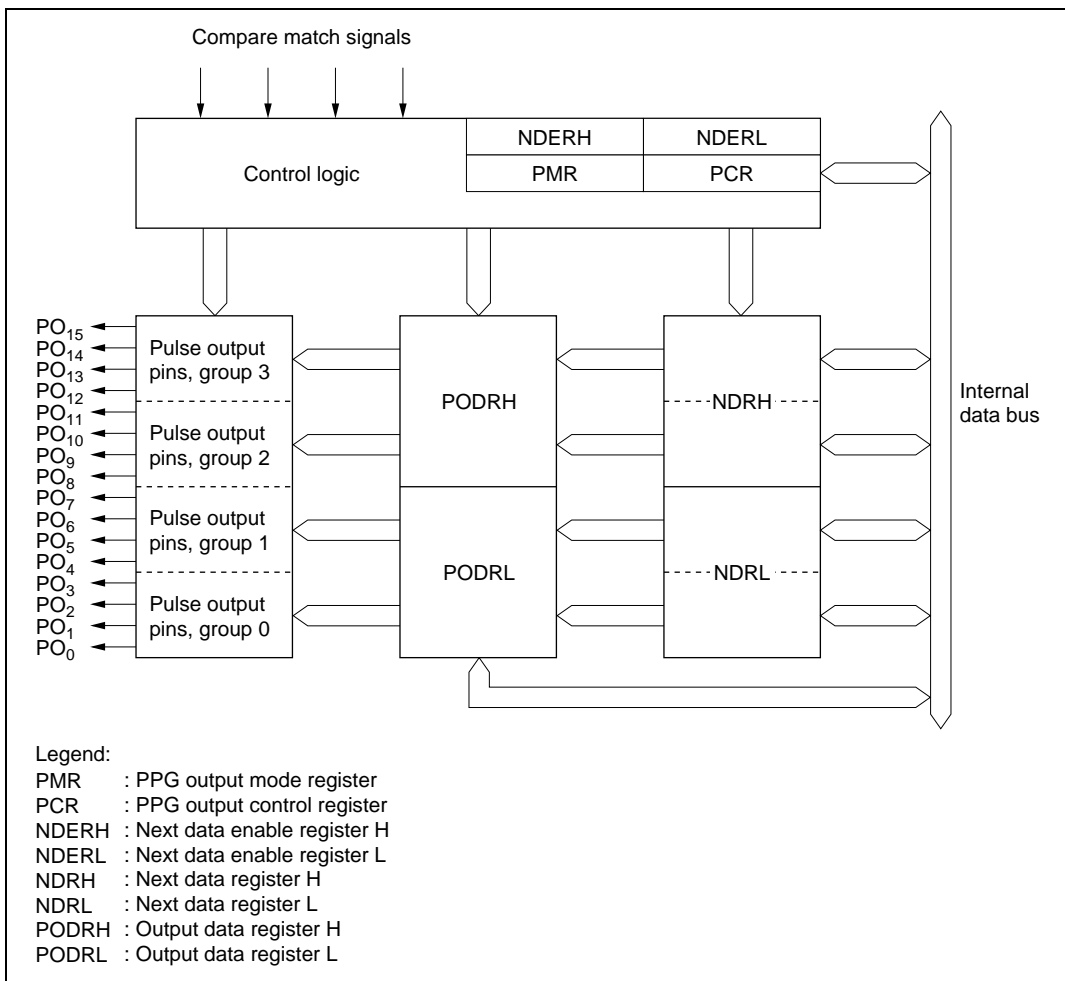 Compare match signals
NDERH
NDERL
Control logic
PMR
PCR
PO15
PO14
PO13
PO12
PO11
PO10
PO9
PO8
PO7
PO6
PO5
PO4
PO3
PO2
PO1
PO0
Pulse output
pins, group 3
Pulse output
pins, group 2
Pulse output
pins, group 1
Pulse output
pins, group 0
PODRH
PODRL
NDRH
NDRL
Internal
data bus
Legend:
PMR : PPG output mode register
PCR : PPG output control register
NDERH : Next data enable register H
NDERL : Next data enable register L
NDRH : Next data register H
NDRL : Next data register L
PODRH : Output data register H
PODRL : Output data register L